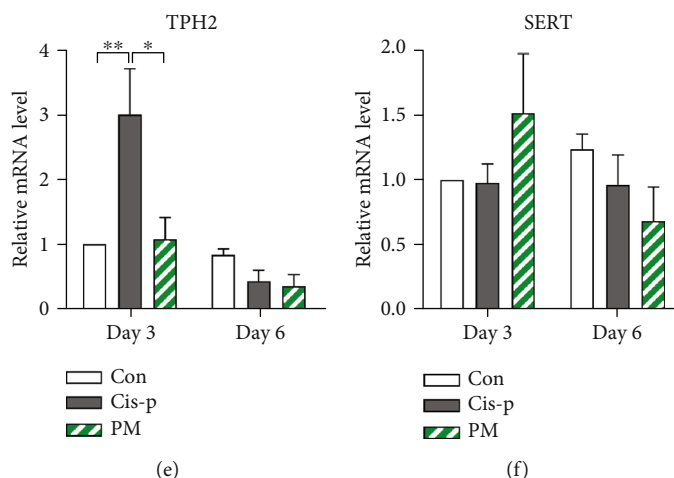 TPH2
** *
Relative mRNA level
4
3
2
1
0
Day 3 Day 6
Con
Cis-p
PM
(e)
SERT
Relative mRNA level
2.0
1.5
1.0
0.5
0.0
Day 3 Day 6
Con
Cis-p
PM
(f)